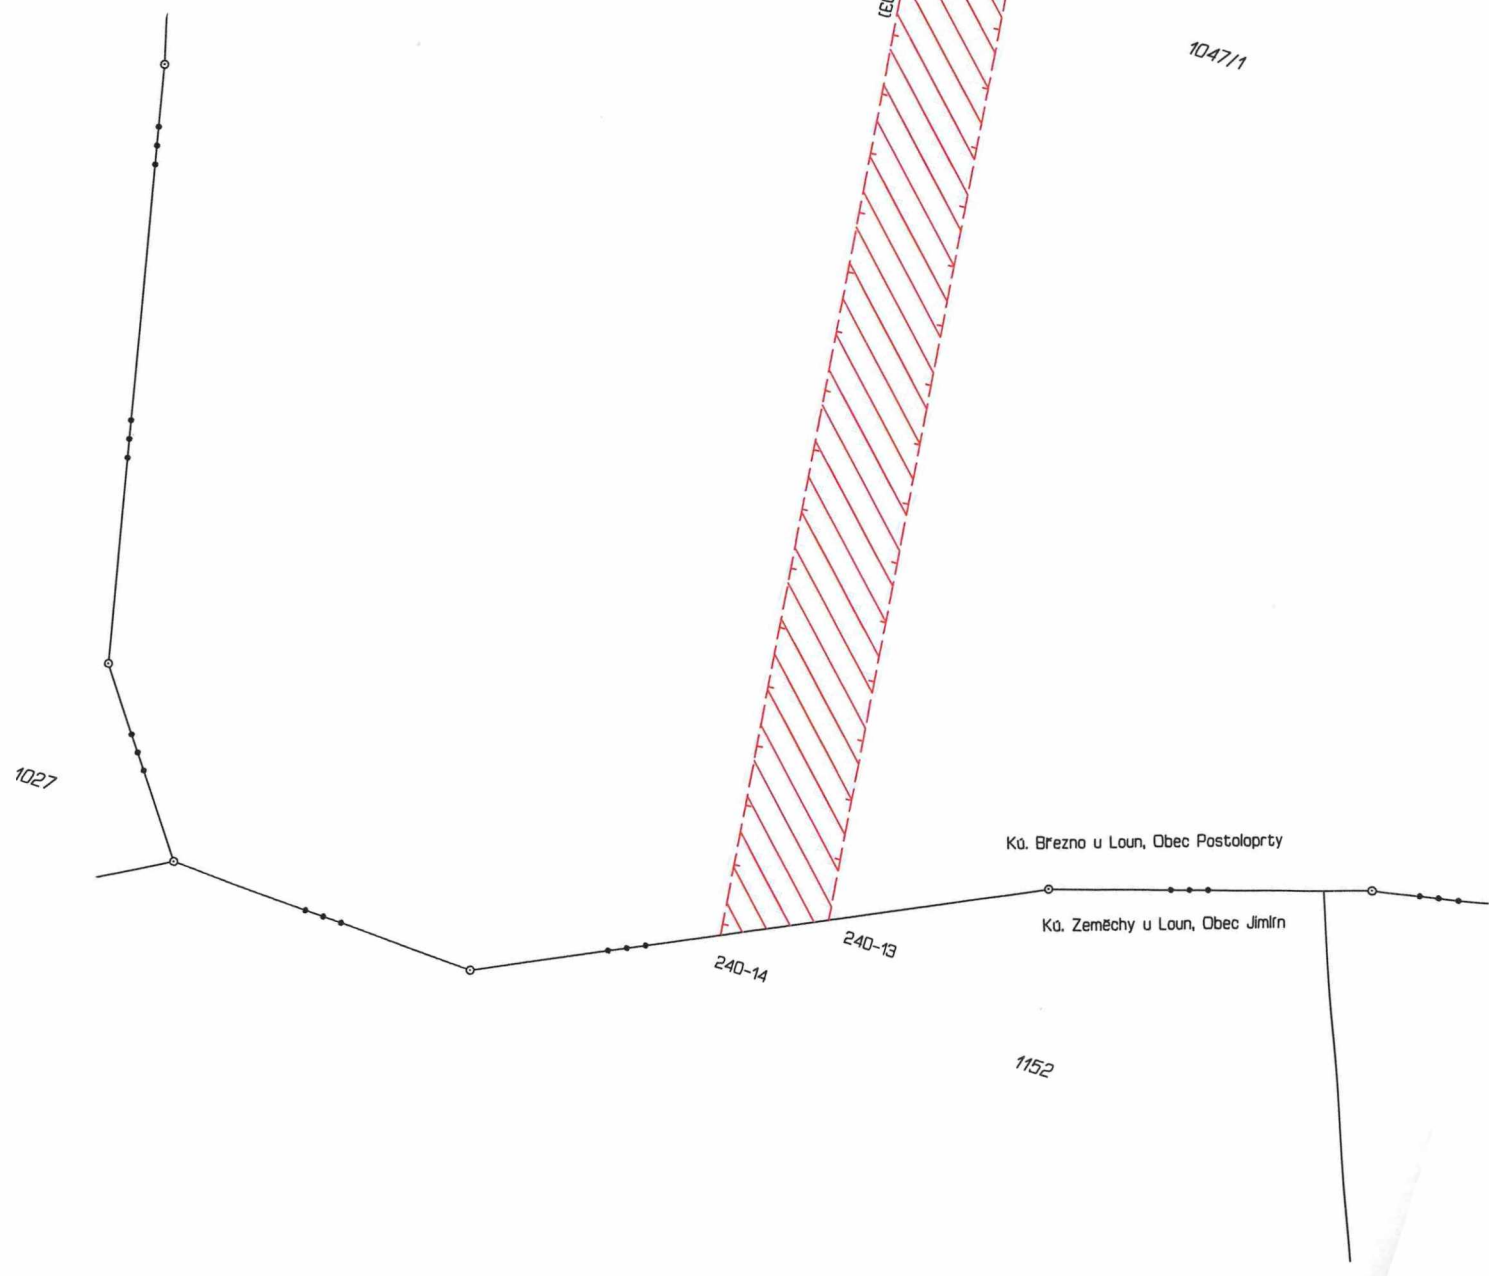 1047/1
1027
Kú. Březno u Loun, Obec Postoloprty
Kú. Zeměchy u Loun, Obec Jimlín
240-13
240-14
1152